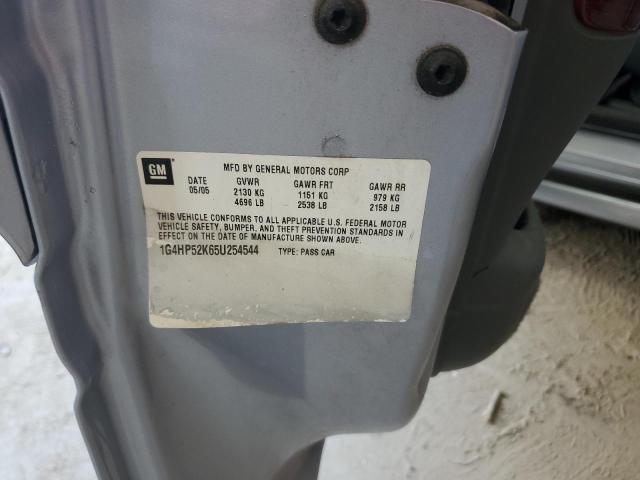 GM
MFD BY GENERAL MOTORS CORP
DATE GVWR GAWR FRT GAWR RR
05/05 2130 KG 1151 KG 979 KG
4696 LB 2538 LB 2158 LB
THIS VEHICLE CONFORMS TO ALL APPLICABLE U.S. FEDERAL MOTOR
VEHICLE SAFETY, BUMPER, AND THEFT PREVENTION STANDARDS IN
EFFECT ON THE DATE OF MANUFACTURE SHOWN ABOVE.
1G4HP52K65U254544 TYPE: PASS CAR